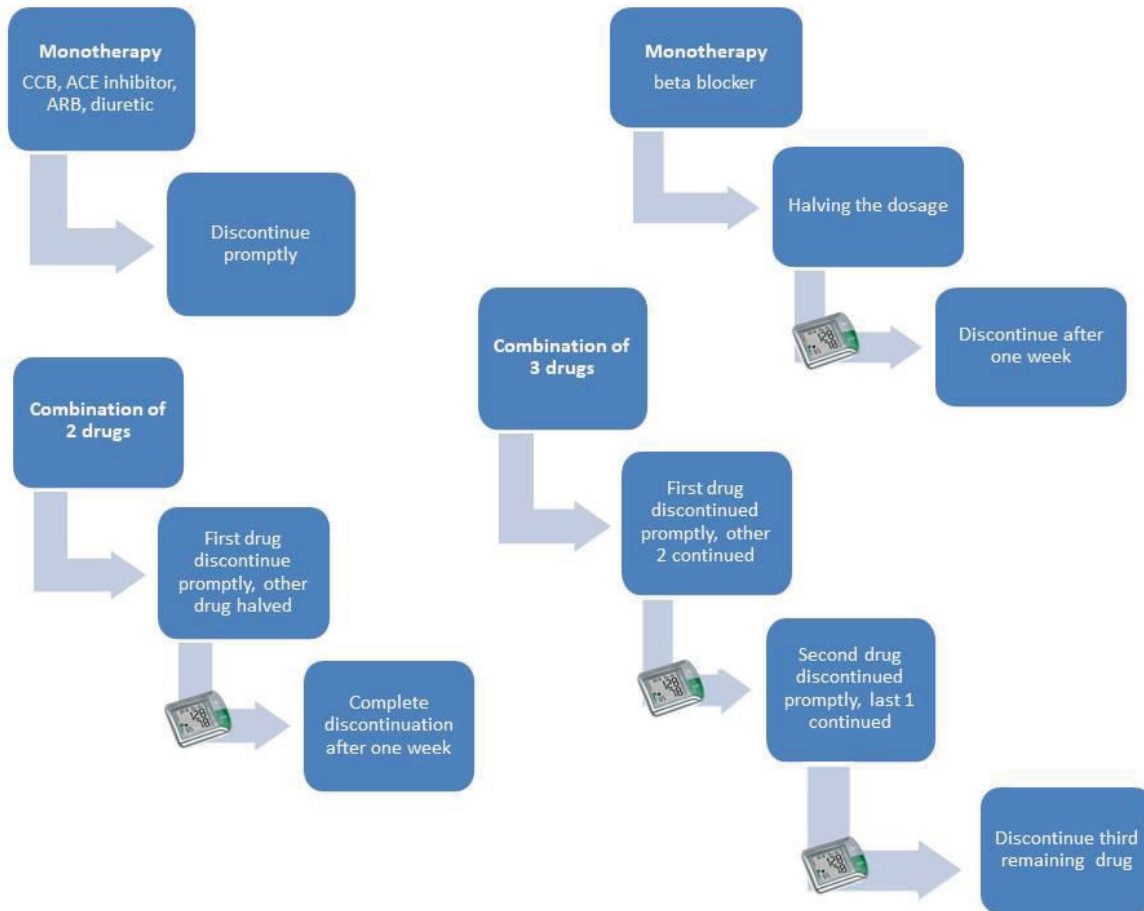 Monotherapy
CCB, ACE inhibitor,
ARB, diuretic
Discontinue
promptly
Monotherapy
beta blocker
Halving the dosage
Discontinue after
one week
Combination of
2 drugs
First drug
discontinue
promptly, other
drug halved
Complete
discontinuation
after one week
Combination of
3 drugs
First drug
discontinued
promptly, other
2 continued
Second drug
discontinued
promptly, last 1
continued
Discontinue third
remaining drug